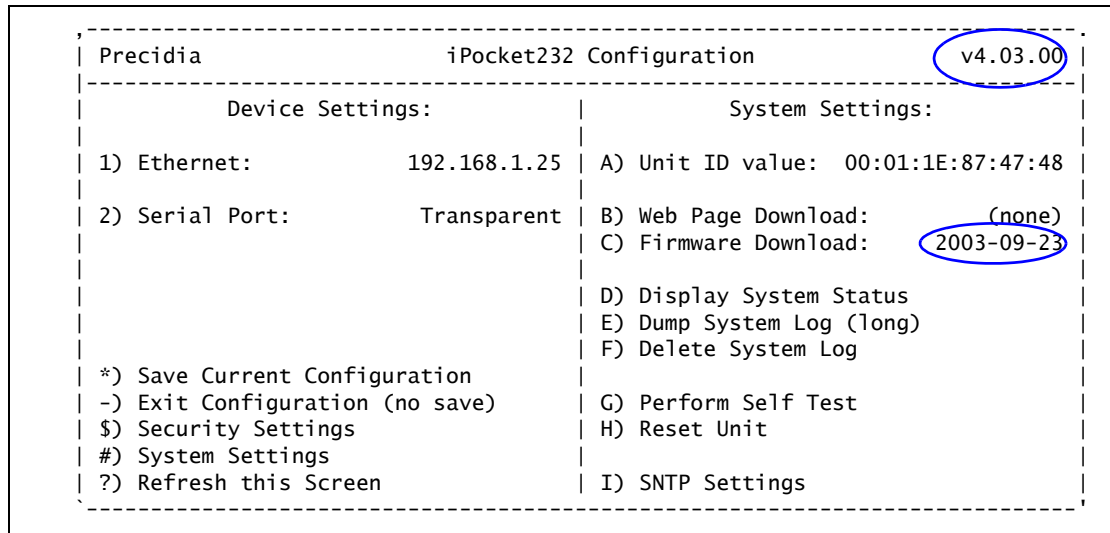 Precidia iPocket232 Configuration v4.03.00
Device Settings: | System Settings:
1) Ethernet: 192.168.1.25 | A) Unit ID value: 00:01:1E:87:47:48
2) Serial Port: Transparent | B) Web Page Download: (none)
| C) Firmware Download: 2003-09-23
| D) Display System Status
| E) Dump System Log (long)
| F) Delete System Log
*) Save Current Configuration |
-) Exit Configuration (no save) | G) Perform Self Test
$) Security Settings | H) Reset Unit
#) System Settings |
?) Refresh this Screen | I) SNTP Settings